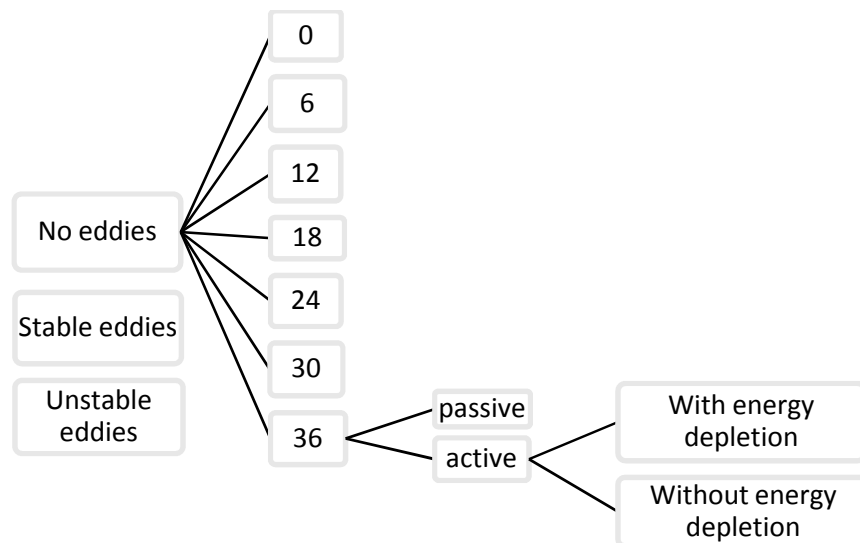 No eddies
Stable eddies
Unstable
eddies
0
6
12
18
24
30
36
passive
active
With energy
depletion
Without energy
depletion